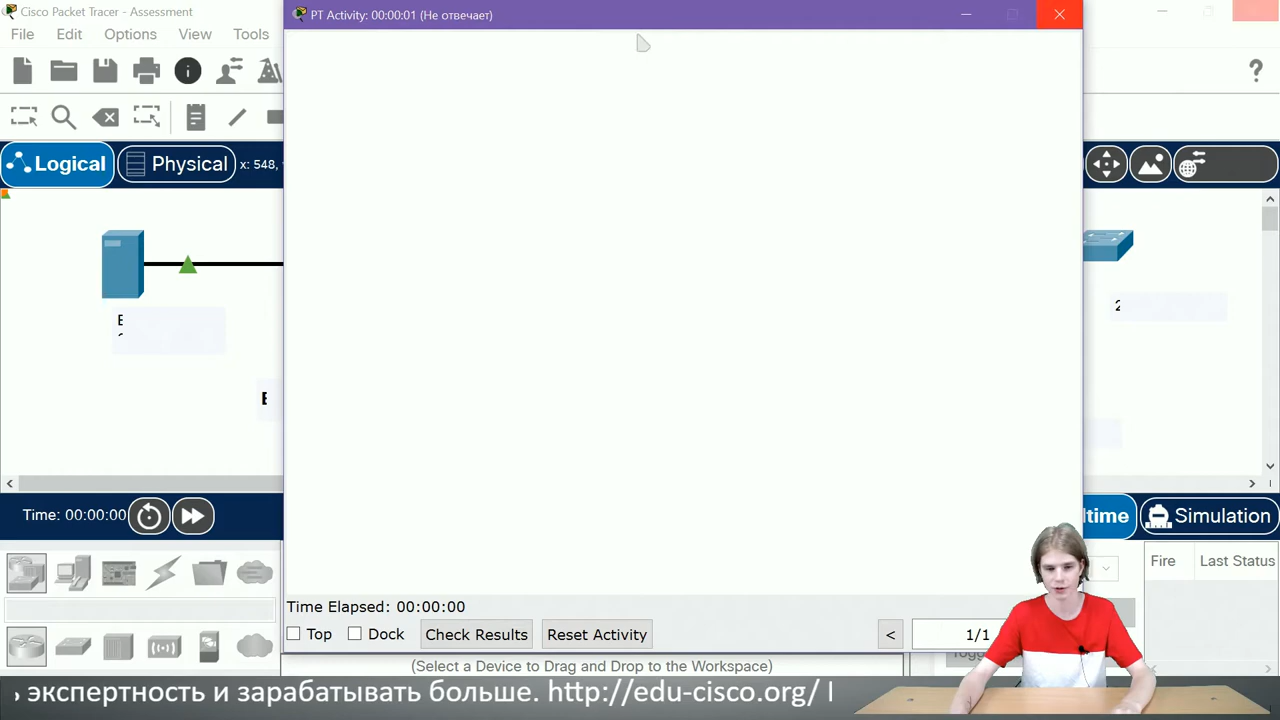 Cisco Packet Tracer - Assessment
PT Activity: 00:00:01 (Не отвечает)
File Edit Options View Tools
Logical
Physical
x: 548,
E
E
2
Time: 00:00:00
ltime
Simulation
Fire
Last Status
Time Elapsed: 00:00:00
Top
Dock
Check Results
Reset Activity
<
1/1
(Select a Device to Drag and Drop to the Workspace)
экспертность и зарабатывать больше. http://edu-cisco.org/